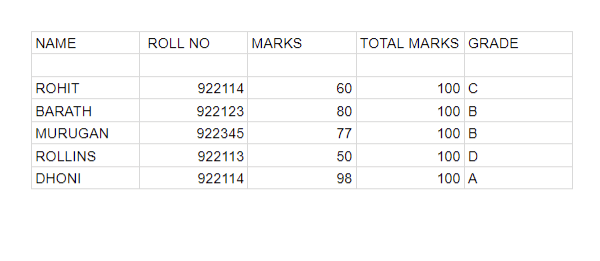 NAME ROLL NO MARKS TOTAL MARKS GRADE
ROHIT 922114 60 100 C
BARATH 922123 80 100 B
MURUGAN 922345 77 100 B
ROLLINS 922113 50 100 D
DHONI 922114 98 100 A